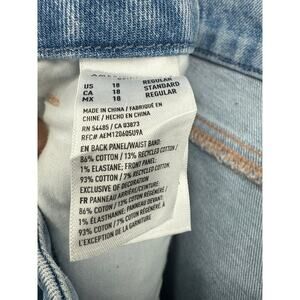 US 18 REGULAR
CA 18 STANDARD
MX 18 REGULAR
MADE IN CHINA / FABRIQUÉ EN
CHINE / HECHO EN CHINA
RN 54485 / CA 03873
RFC# AEM120605U9A
EN BACK PANEL/WAIST BAND:
86% COTTON / 13% RECYCLED COTTON /
1% ELASTANE; FRONT PANEL:
93% COTTON / 7% RECYCLED COTTON
EXCLUSIVE OF DECORATION
FR PANNEAU ARRIÈRE/CEINTURE:
86% COTON / 13% COTON REGÉNÉRÉ /
1% ÉLASTHANNE; PANNEAU DEVANT:
93% COTON / 7% COTON REGÉNÉRÉ, À
L'EXCEPTION DE LA GARNITURE